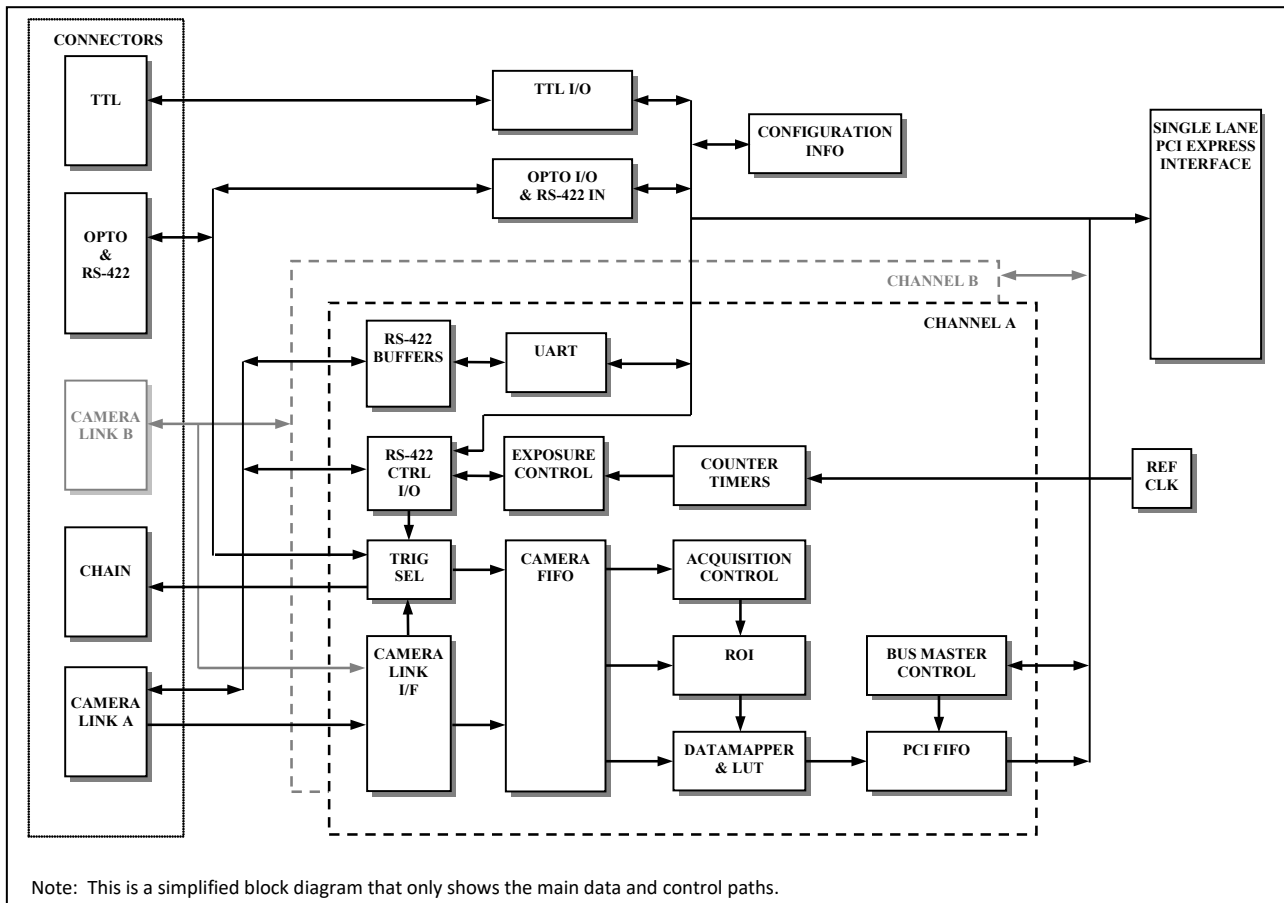 CONNECTORS
TTL
OPTO
&
RS-422
CAMERA
LINK B
CHAIN
CAMERA
LINK A
TTL I/O
OPTO I/O
& RS-422 IN
CONFIGURATION
INFO
SINGLE LANE
PCI EXPRESS
INTERFACE
CHANNEL B
CHANNEL A
RS-422
BUFFERS
UART
RS-422
CTRL
I/O
EXPOSURE
CONTROL
COUNTER
TIMERS
REF
CLK
TRIG
SEL
CAMERA
FIFO
ACQUISITION
CONTROL
CAMERA
LINK
I/F
ROI
BUS MASTER
CONTROL
DATAMAPPER
& LUT
PCI FIFO
Note: This is a simplified block diagram that only shows the main data and control paths.